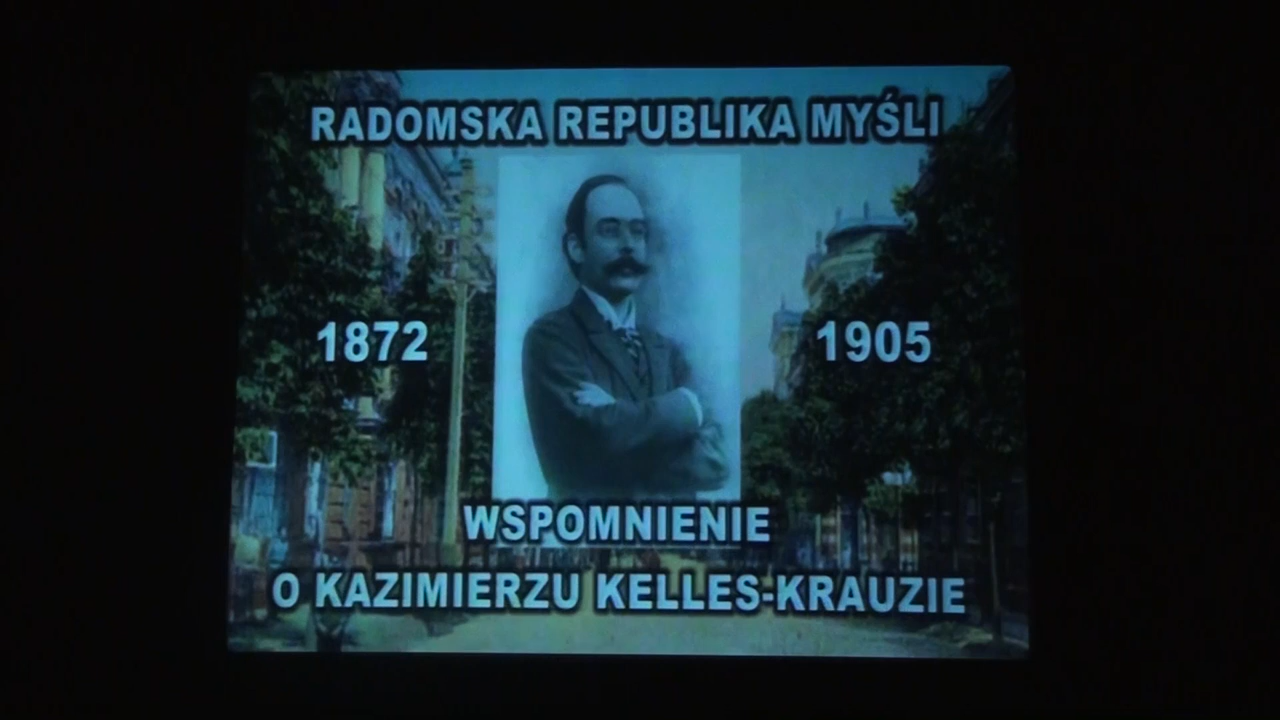 RADOMSKA REPUBLIKA MYŚLI
1872
1905
WSPOMNIENIE
O KAZIMIERZU KELLES-KRAUZIE